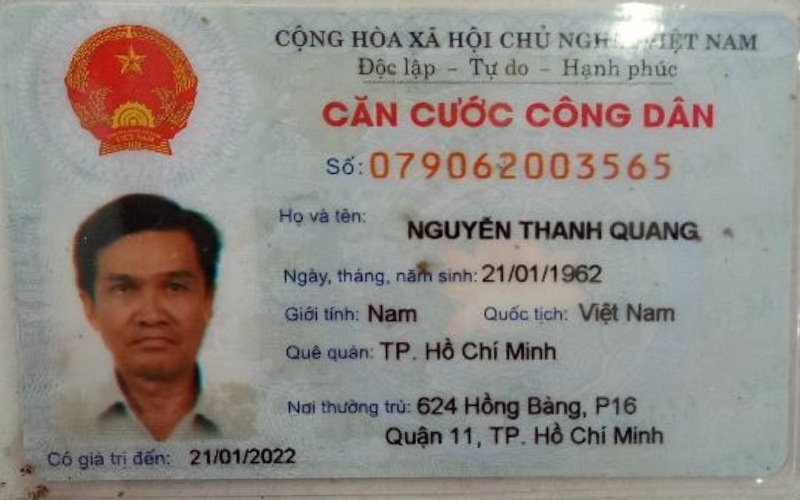 CỘNG HÒA XÃ HỘI CHỦ NGHĨA VIỆT NAM
Độc lập - Tự do - Hạnh phúc
CĂN CƯỚC CÔNG DÂN
Số: 079062003565
Họ và tên: NGUYỄN THANH QUANG
Ngày, tháng, năm sinh: 21/01/1962
Giới tính: Nam Quốc tịch: Việt Nam
Quê quán: TP. Hồ Chí Minh
Nơi thường trú: 624 Hồng Bàng, P16
Quận 11, TP. Hồ Chí Minh
Có giá trị đến: 21/01/2022
VIỆT NAM